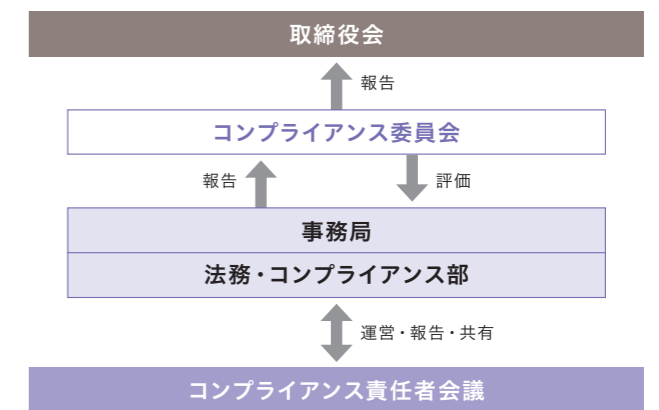 取締役会
報告
コンプライアンス委員会
報告
評価
事務局
法務・コンプライアンス部
運営・報告・共有
コンプライアンス責任者会議